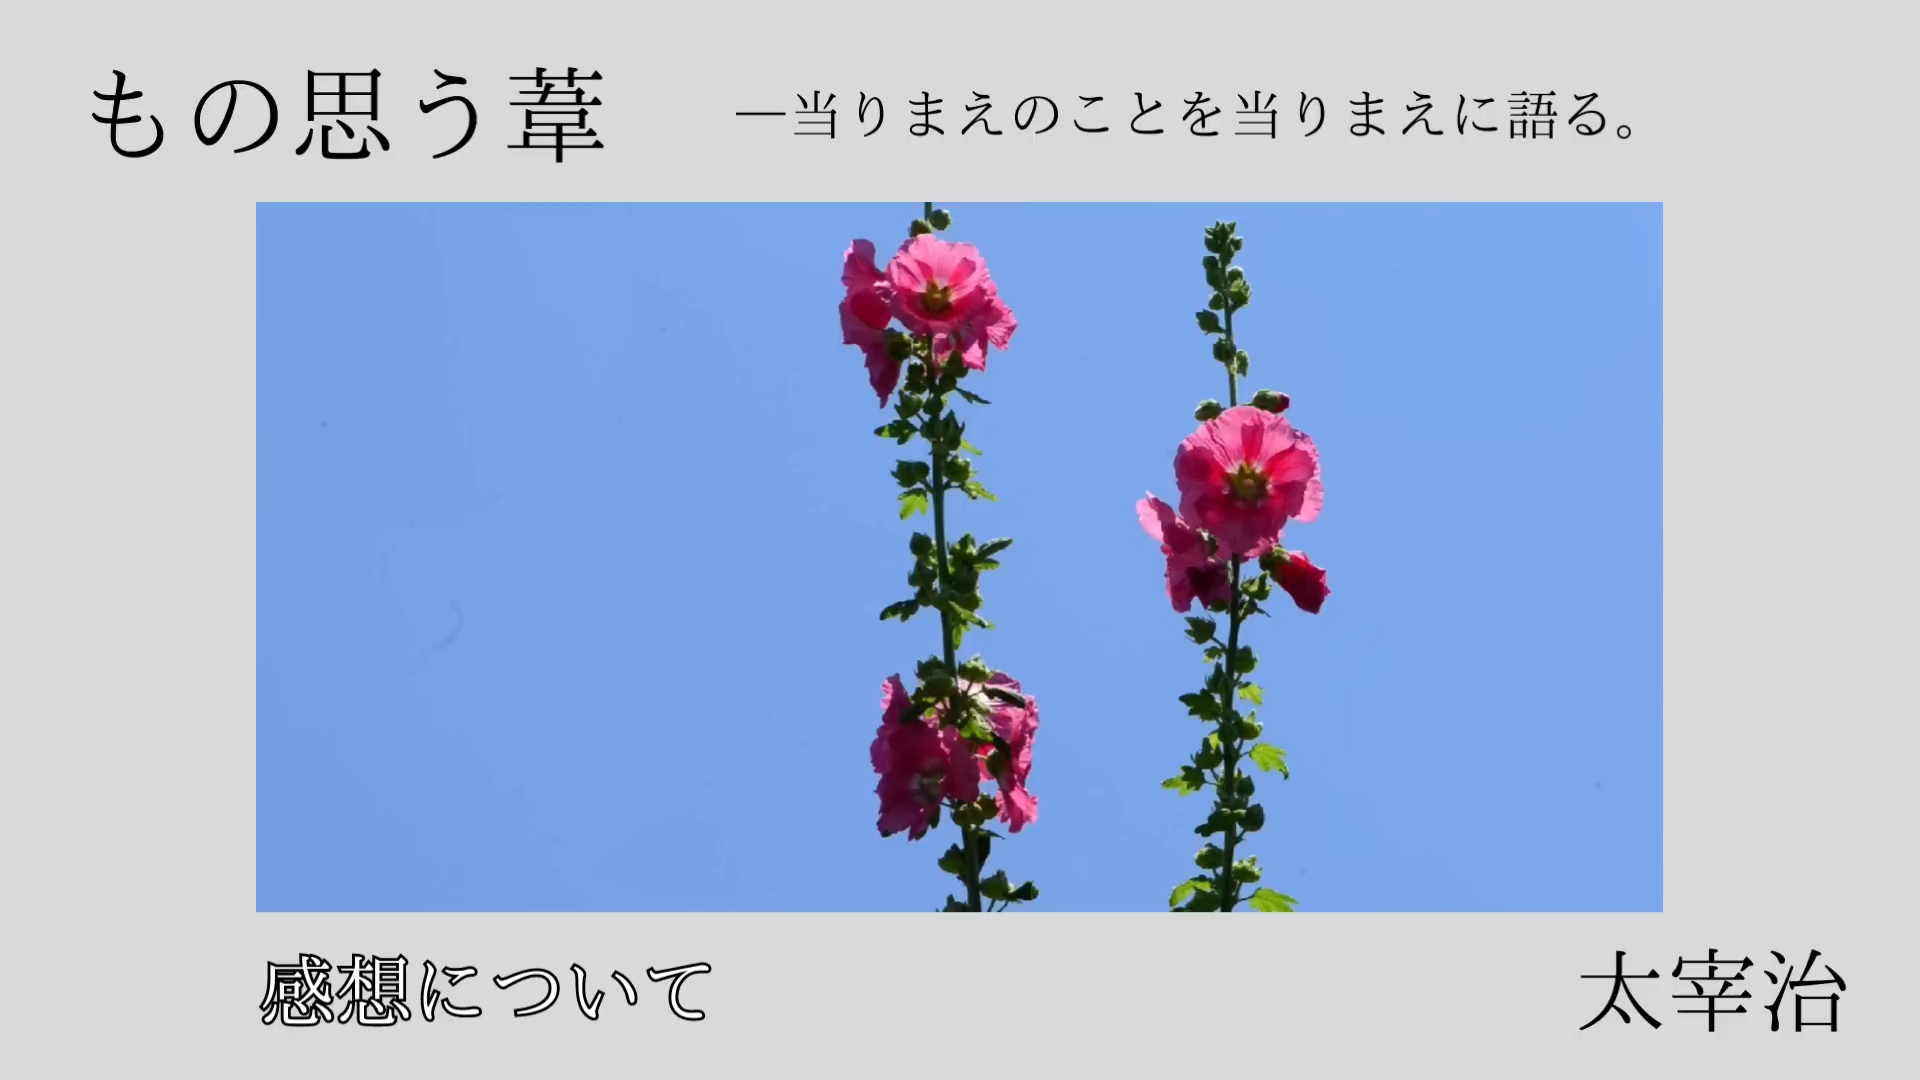 もの思う葦
―当りまえのことを当りまえに語る。
感想について
太宰治